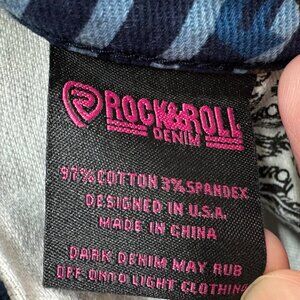 ROCK&ROLL
DENIM
97% COTTON 3% SPANDEX
DESIGNED IN U.S.A.
MADE IN CHINA
DARK DENIM MAY RUB
OFF ONTO LIGHT CLOTHING